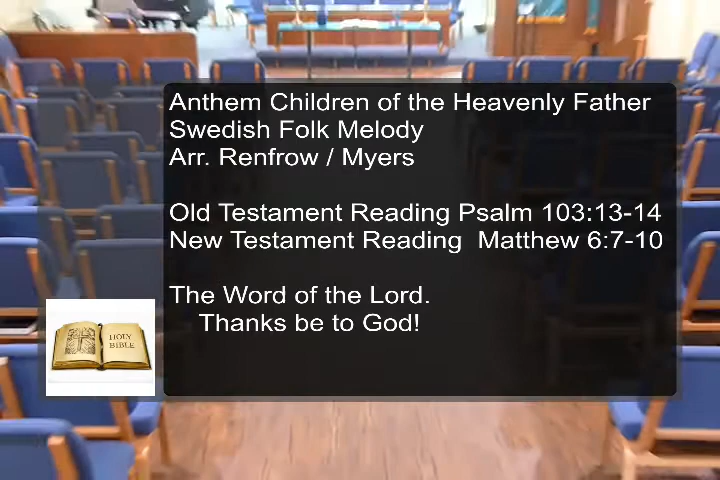 Anthem Children of the Heavenly Father
Swedish Folk Melody
Arr. Renfrow / Myers
Old Testament Reading Psalm 103:13-14
New Testament Reading  Matthew 6:7-10
The Word of the Lord.
Thanks be to God!
HOLY
BIBLE